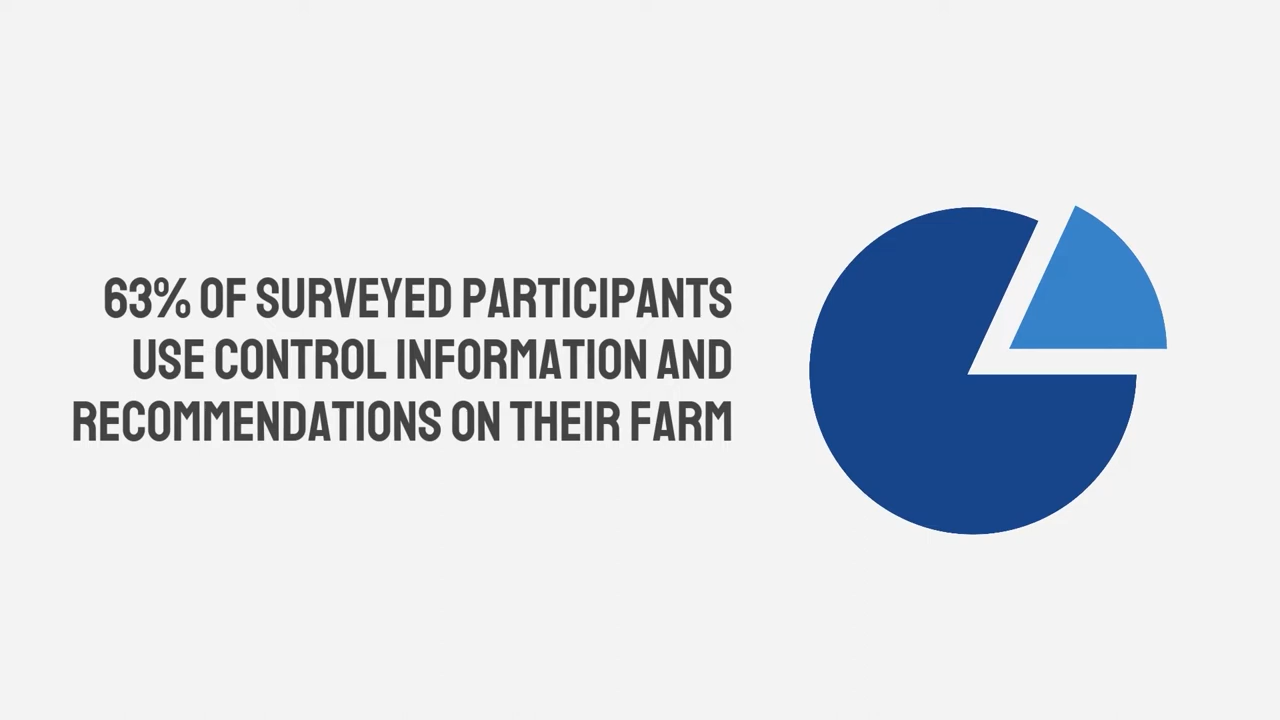 63% OF SURVEYED PARTICIPANTS
USE CONTROL INFORMATION AND
RECOMMENDATIONS ON THEIR FARM